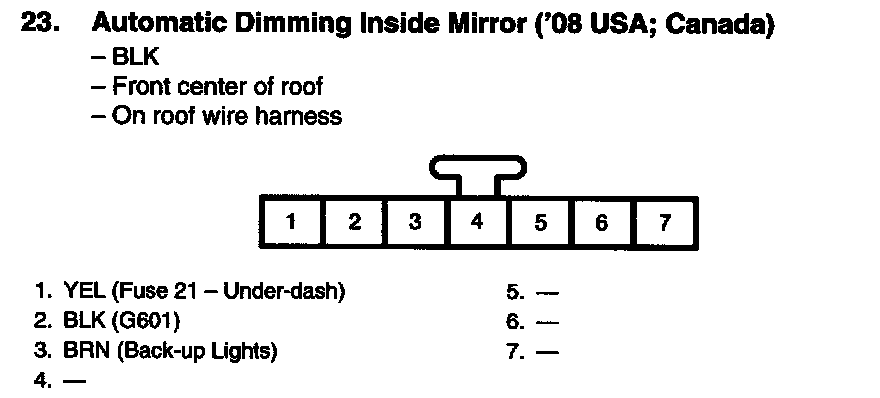 23. Automatic Dimming Inside Mirror ('08 USA; Canada)
– BLK
– Front center of roof
– On roof wire harness
1 2 3 4 5 6 7
1. YEL (Fuse 21 – Under-dash)
2. BLK (G601)
3. BRN (Back-up Lights)
4. —
5. —
6. —
7. —